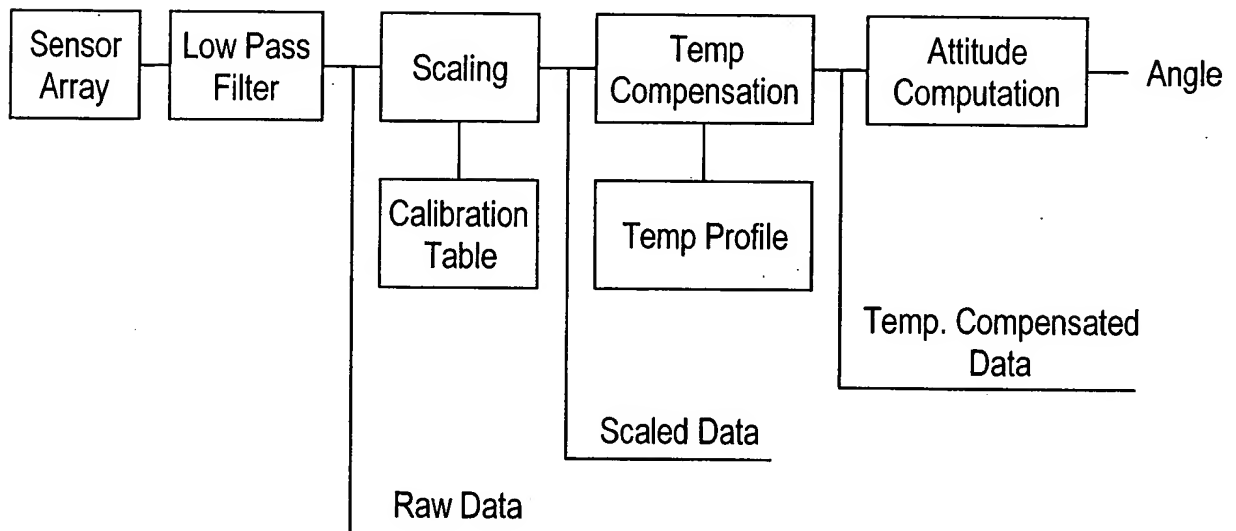 Sensor
Array
Low Pass
Filter
Scaling
Temp
Compensation
Attitude
Computation
Angle
Calibration
Table
Temp Profile
Temp. Compensated
Data
Scaled Data
Raw Data